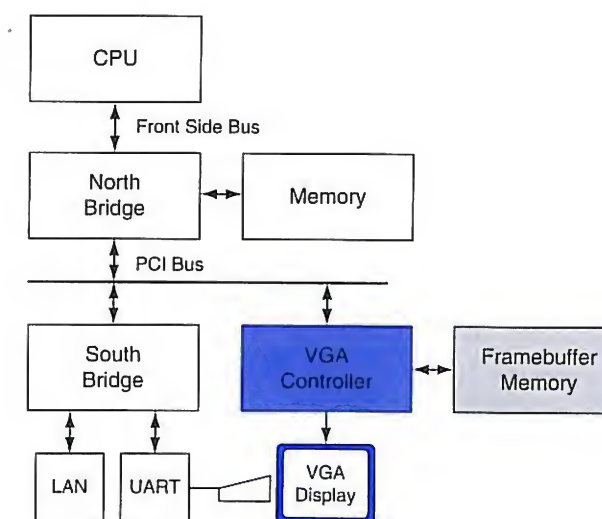 CPU
Front Side Bus
North
Bridge
Memory
PCI Bus
South
Bridge
VGA
Controller
Framebuffer
Memory
LAN
UART
VGA
Display